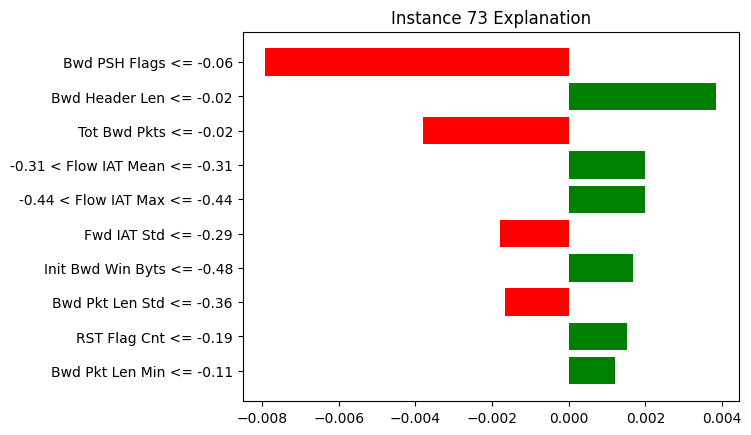 Instance 73 Explanation
Bwd PSH Flags <= -0.06
Bwd Header Len <= -0.02
Tot Bwd Pkts <= -0.02
-0.31 < Flow IAT Mean <= -0.31
-0.44 < Flow IAT Max <= -0.44
Fwd IAT Std <= -0.29
Init Bwd Win Byts <= -0.48
Bwd Pkt Len Std <= -0.36
RST Flag Cnt <= -0.19
Bwd Pkt Len Min <= -0.11
−0.008 −0.006 −0.004 −0.002 0.000 0.002 0.004